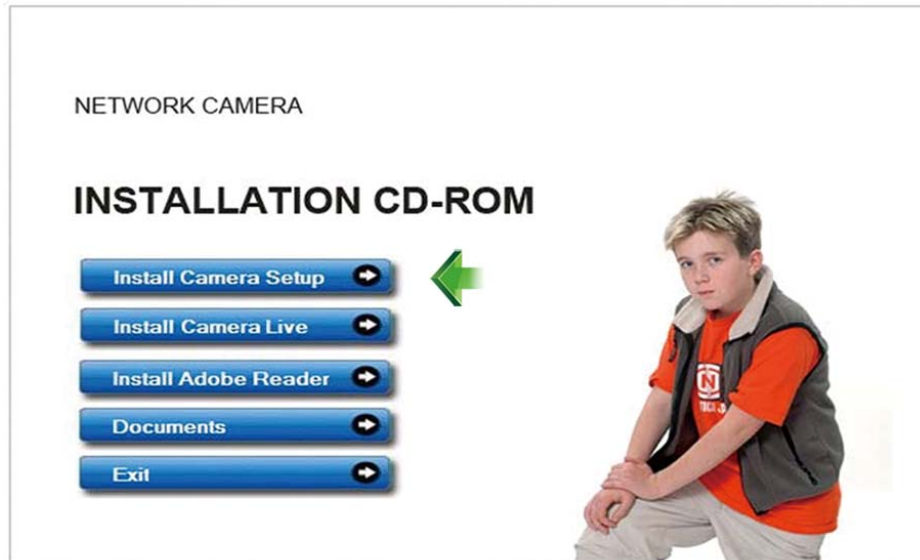 NETWORK CAMERA
INSTALLATION CD-ROM
Install Camera Setup
Install Camera Live
Install Adobe Reader
Documents
Exit
N